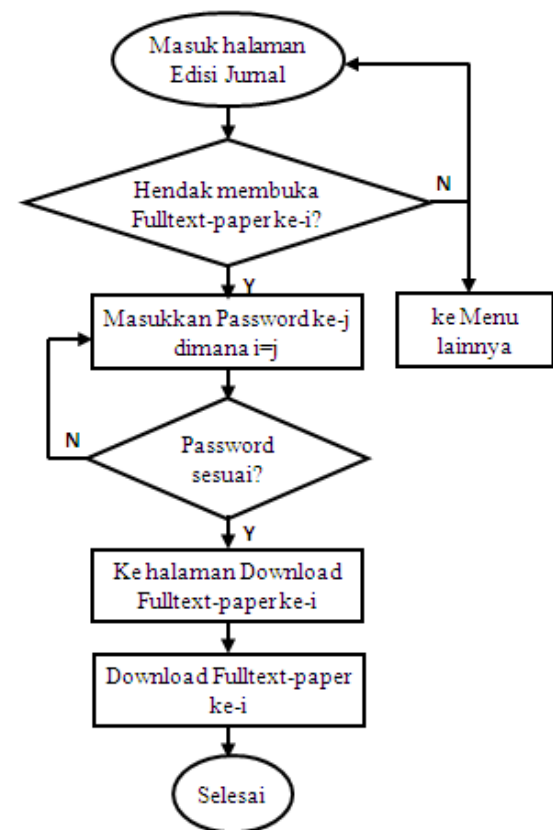 Masuk halaman
Edisi Jurnal
Hendak membuka
Fulltext-paper ke-i?
N
Y
Masukkan Password ke-j
dimana i=j
ke Menu
lainnya
Password
sesuai?
N
Y
Ke halaman Download
Fulltext-paper ke-i
Download Fulltext-paper
ke-i
Selesai